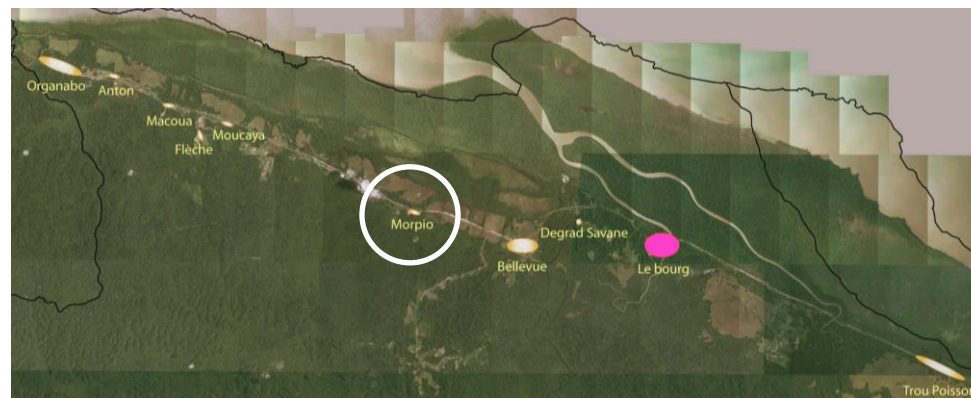 Organabo
Anton
Macoua
Moucaya
Flèche
Morpio
Degrad Savane
Bellevue
Le bourg
Trou Poisson